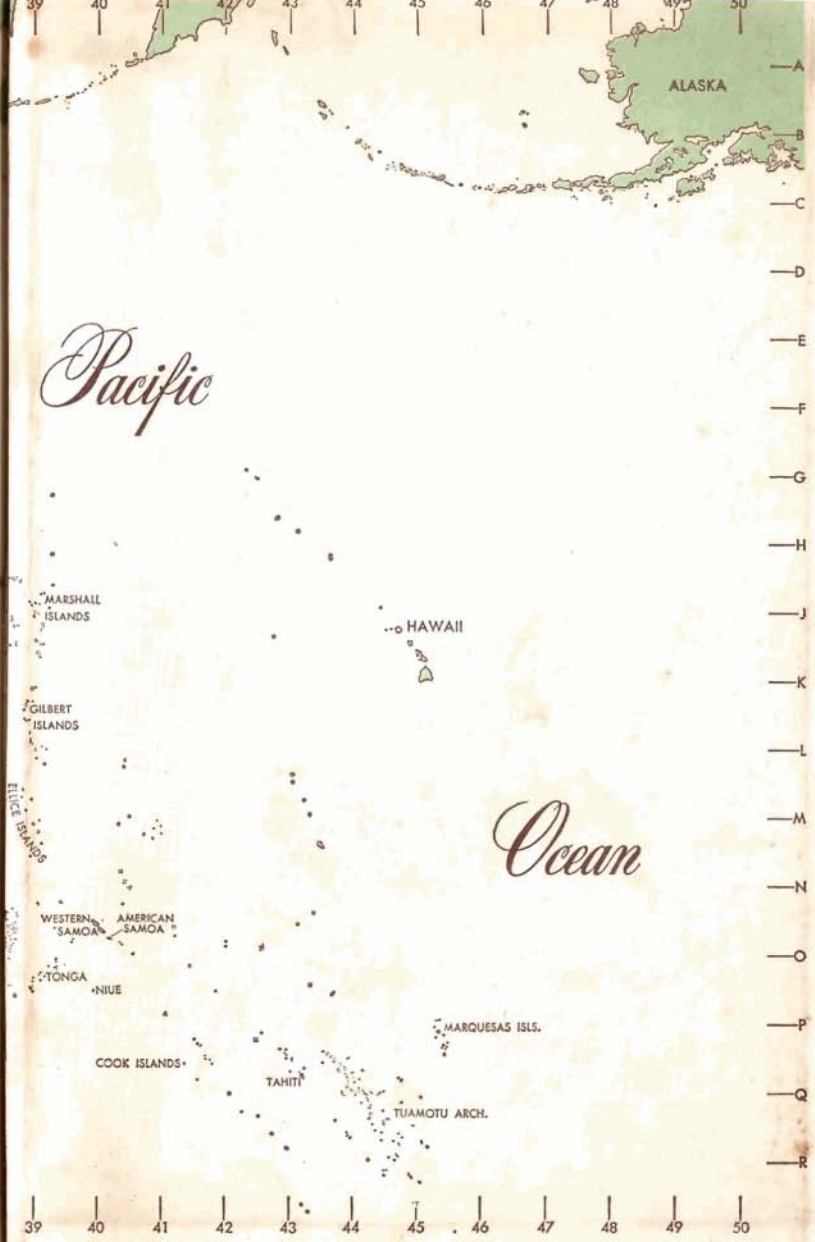 39 40 41 42 43 44 45 46 47 48 49 50
A
ALASKA
B
C
D
E
Pacific
F
G
H
MARSHALL
ISLANDS
J
HAWAII
K
GILBERT
ISLANDS
L
ELLICE ISLANDS
M
Ocean
N
WESTERN
SAMOA
AMERICAN
SAMOA
O
TONGA
NIUE
P
MARQUESAS ISLS.
COOK ISLANDS
TAHITI
Q
TUAMOTU ARCH.
R
39 40 41 42 43 44 45 46 47 48 49 50